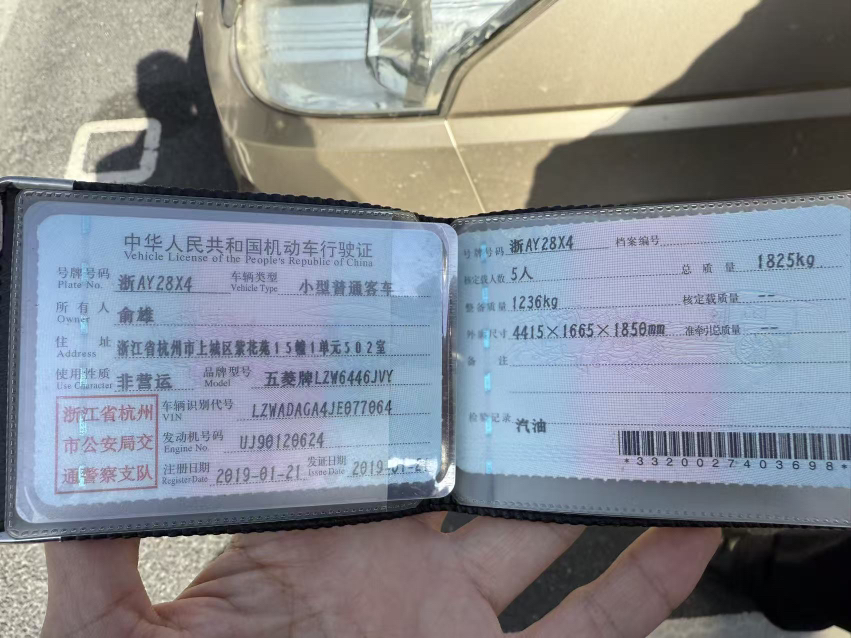 中华人民共和国机动车行驶证
Vehicle License of the People's Republic of China
号牌号码 浙AY28X4 车辆类型 小型普通客车
Plate No. Vehicle Type
所有人 俞雄
Owner
住址 浙江省杭州市上城区紫花苑15幢1单元502室
Address
使用性质 非营运 品牌型号 五菱牌LZW6446JVY
Use Character Model
浙江省杭州
市公安局交
通警察支队
车辆识别代号 LZWADAGA4JE077064
VIN
发动机号码 UJ90120624
Engine No.
注册日期 2019-01-21 发证日期 2019-01-21
Register Date Issue Date
号牌号码 浙AY28X4 档案编号
核定载人数 5人 总质量 1825kg
整备质量 1236kg 核定载质量 --
外廓尺寸 4415×1665×1850mm 准牵引总质量 --
备注
检验记录 汽油
*3320027403698*